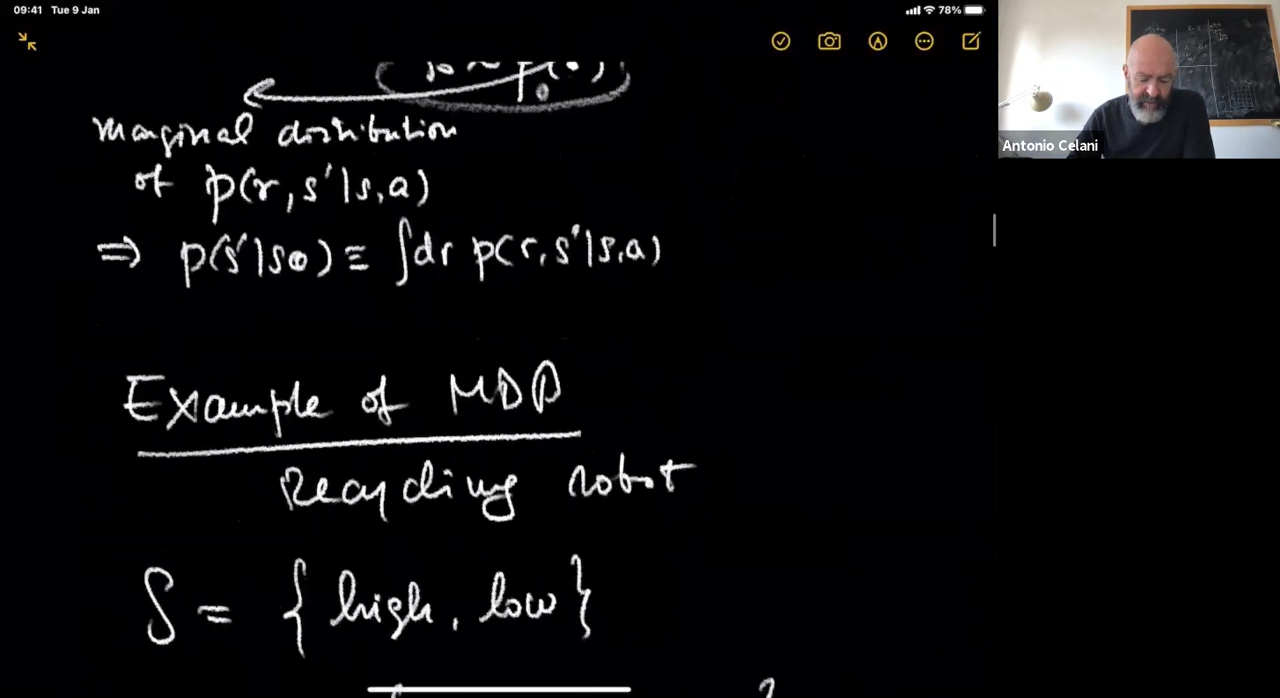 09:41 Tue 9 Jan 78%
Antonio Celani
marginal distribution
of p(r, s' | s, a)
⇒ p(s' | s a) ≡ ∫dr p(r, s' | s, a)
Example of MDP
Recycling robot
S = { high, low }